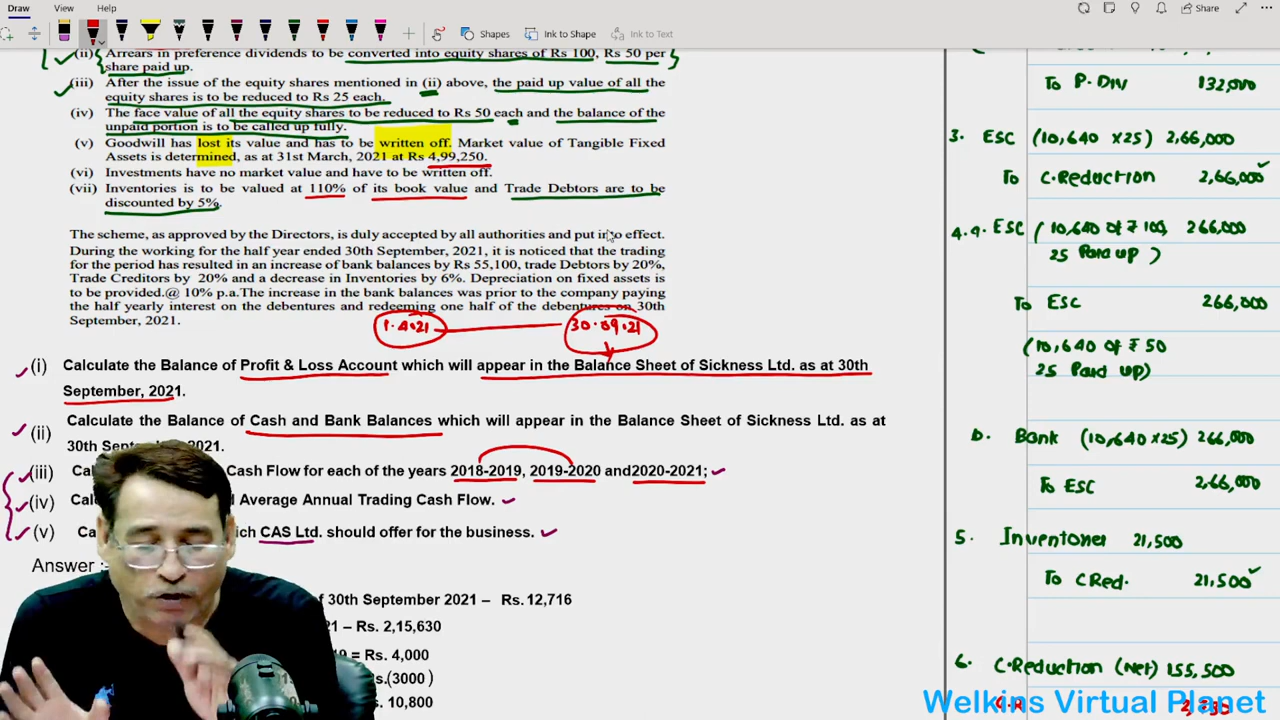 Draw View Help
Share
Shapes Ink to Shape Ink to Text
(ii) Arrears in preference dividends to be converted into equity shares of Rs 100, Rs 50 per
share paid up.
(iii) After the issue of the equity shares mentioned in (ii) above, the paid up value of all the
equity shares is to be reduced to Rs 25 each.
(iv) The face value of all the equity shares to be reduced to Rs 50 each and the balance of the
unpaid portion is to be called up fully.
(v) Goodwill has lost its value and has to be written off. Market value of Tangible Fixed
Assets is determined, as at 31st March, 2021 at Rs 4,99,250.
(vi) Investments have no market value and have to be written off.
(vii) Inventories is to be valued at 110% of its book value and Trade Debtors are to be
discounted by 5%.
The scheme, as approved by the Directors, is duly accepted by all authorities and put into effect.
During the working for the half year ended 30th September, 2021, it is noticed that the trading
for the period has resulted in an increase of bank balances by Rs 55,100, trade Debtors by 20%,
Trade Creditors by 20% and a decrease in Inventories by 6%. Depreciation on fixed assets is
to be provided.@ 10% p.a.The increase in the bank balances was prior to the company paying
the half yearly interest on the debentures and redeeming one half of the debentures on 30th
September, 2021.
1.4.21 30.09.21
(i) Calculate the Balance of Profit & Loss Account which will appear in the Balance Sheet of Sickness Ltd. as at 30th
September, 2021.
(ii) Calculate the Balance of Cash and Bank Balances which will appear in the Balance Sheet of Sickness Ltd. as at
30th September, 2021.
(iii) Cash Flow for each of the years 2018-2019, 2019-2020 and2020-2021;
(iv) Average Annual Trading Cash Flow.
(v) CAS Ltd. should offer for the business.
Answer :-
of 30th September 2021 – Rs. 12,716
21 – Rs. 2,15,630
= Rs. 4,000
(3000 )
10,800
To P.DIV 132,000
3. ESC (10,640 x25) 2,66,000
To C.Reduction 2,66,000
4.a. ESC (10,640 of ₹ 100, 266,000
25 Paid up )
To ESC 266,000
(10,640 of ₹ 50
25 Paid up)
b. Bank (10,640 x25) 266,000
To ESC 2,66,000
5. Inventories 21,500
To C Red. 21,500
6. C.Reduction (Net) 155,500
Welkins Virtual Planet